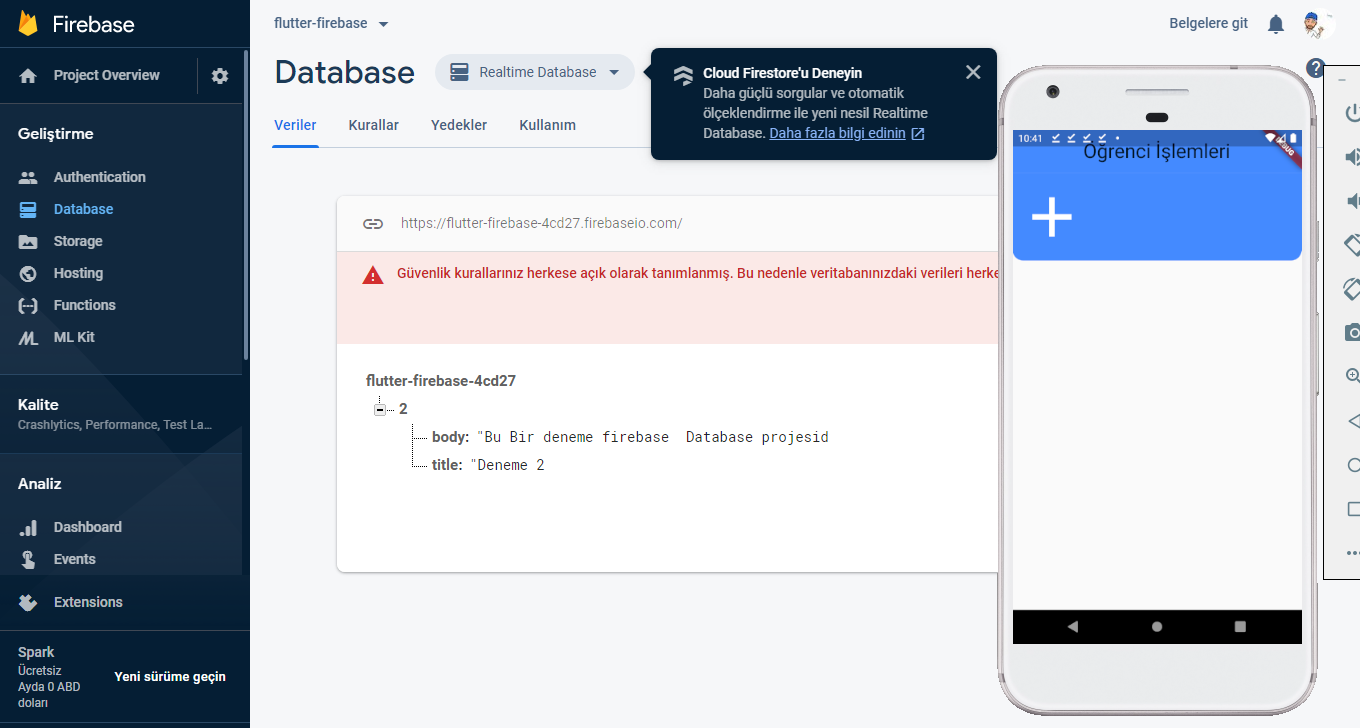 Firebase
Project Overview
Geliştirme
Authentication
Database
Storage
Hosting
Functions
ML Kit
Kalite
Crashlytics, Performance, Test La...
Analiz
Dashboard
Events
Extensions
Spark
Ücretsiz
Ayda 0 ABD
doları
Yeni sürüme geçin
flutter-firebase
Belgelere git
Database
Realtime Database
Cloud Firestore'u Deneyin
Daha güçlü sorgular ve otomatik
ölçeklendirme ile yeni nesil Realtime
Database. Daha fazla bilgi edinin
Veriler Kurallar Yedekler Kullanım
https://flutter-firebase-4cd27.firebaseio.com/
Güvenlik kurallarınız herkese açık olarak tanımlanmış. Bu nedenle veritabanınızdaki verileri herke
flutter-firebase-4cd27
2
body: "Bu Bir deneme firebase  Database projesid
title: "Deneme 2
10:41
DEBUG
Öğrenci İşlemleri